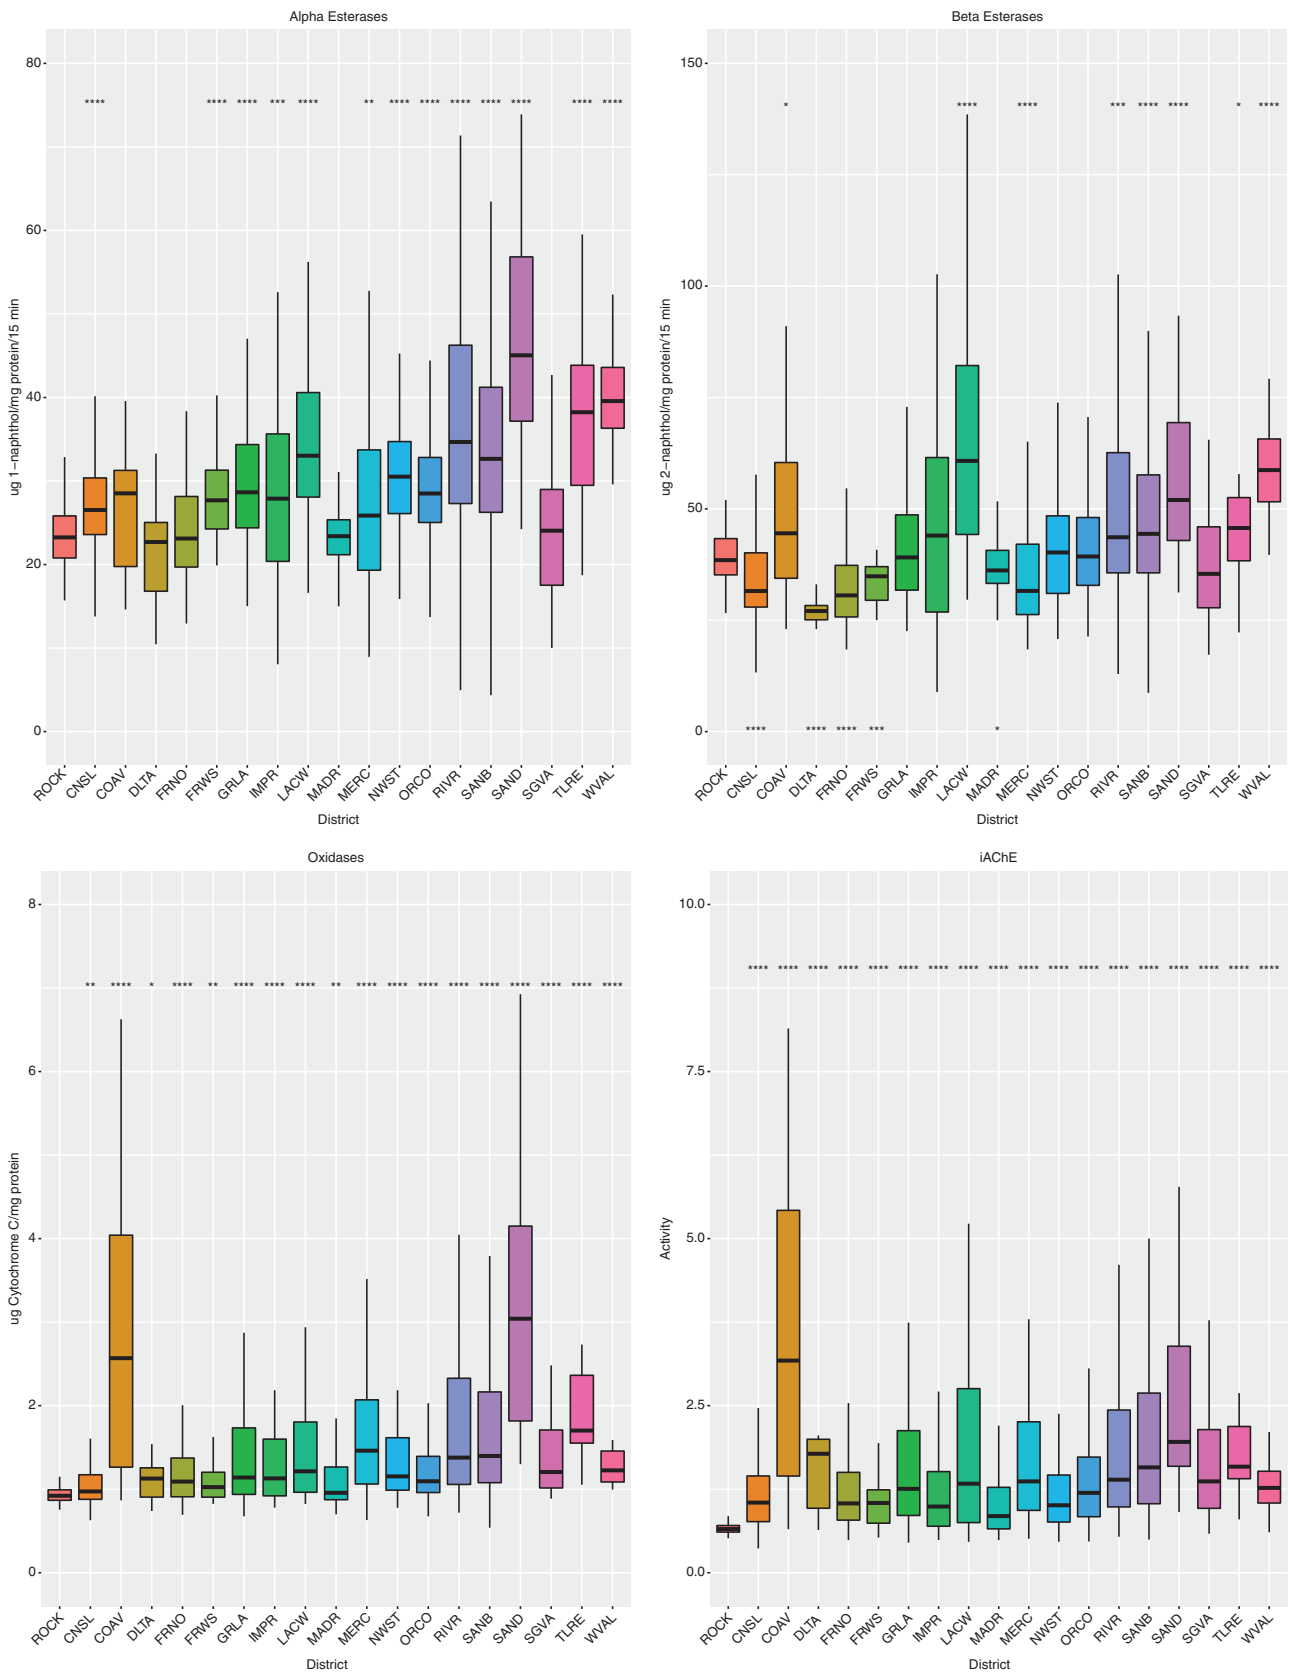 Alpha Esterases
80
**** **** **** *** **** ** **** **** **** **** **** **** ****
60
40
20
0
ug 1−naphthol/mg protein/15 min
ROCK CNSL COAV DLTA FRNO FRWS GRLA IMPR LACW MADR MERC NWST ORCO RIVR SANB SAND SGVA TLRE WVAL
District
Beta Esterases
150
* **** **** *** **** **** * ****
100
50
0
**** **** **** *** *
ug 2−naphthol/mg protein/15 min
ROCK CNSL COAV DLTA FRNO FRWS GRLA IMPR LACW MADR MERC NWST ORCO RIVR SANB SAND SGVA TLRE WVAL
District
Oxidases
8
** **** * **** ** **** **** **** ** **** **** **** **** **** **** **** **** ****
6
4
2
0
ug Cytochrome C/mg protein
ROCK CNSL COAV DLTA FRNO FRWS GRLA IMPR LACW MADR MERC NWST ORCO RIVR SANB SAND SGVA TLRE WVAL
District
iAChE
10.0
**** **** **** **** **** **** **** **** **** **** **** **** **** **** **** **** **** ****
7.5
5.0
2.5
0.0
Activity
ROCK CNSL COAV DLTA FRNO FRWS GRLA IMPR LACW MADR MERC NWST ORCO RIVR SANB SAND SGVA TLRE WVAL
District